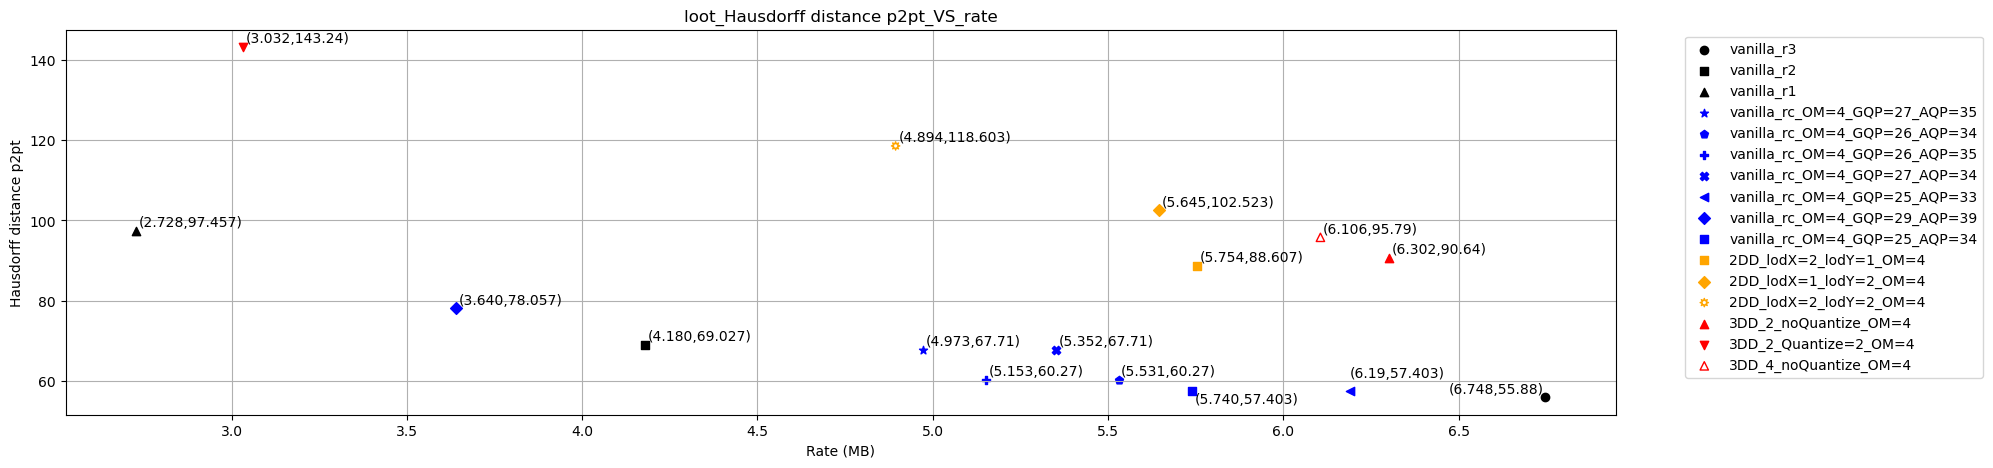 loot_Hausdorff distance p2pt_VS_rate
Hausdorff distance p2pt
140
120
100
80
60
(3.032,143.24)
(4.894,118.603)
(5.645,102.523)
(2.728,97.457)
(6.106,95.79)
(6.302,90.64)
(5.754,88.607)
(3.640,78.057)
(4.180,69.027)
(4.973,67.71)
(5.352,67.71)
(5.153,60.27)
(5.531,60.27)
(6.19,57.403)
(5.740,57.403)
(6.748,55.88)
3.0
3.5
4.0
4.5
5.0
5.5
6.0
6.5
Rate (MB)
vanilla_r3
vanilla_r2
vanilla_r1
vanilla_rc_OM=4_GQP=27_AQP=35
vanilla_rc_OM=4_GQP=26_AQP=34
vanilla_rc_OM=4_GQP=26_AQP=35
vanilla_rc_OM=4_GQP=27_AQP=34
vanilla_rc_OM=4_GQP=25_AQP=33
vanilla_rc_OM=4_GQP=29_AQP=39
vanilla_rc_OM=4_GQP=25_AQP=34
2DD_lodX=2_lodY=1_OM=4
2DD_lodX=1_lodY=2_OM=4
2DD_lodX=2_lodY=2_OM=4
3DD_2_noQuantize_OM=4
3DD_2_Quantize=2_OM=4
3DD_4_noQuantize_OM=4